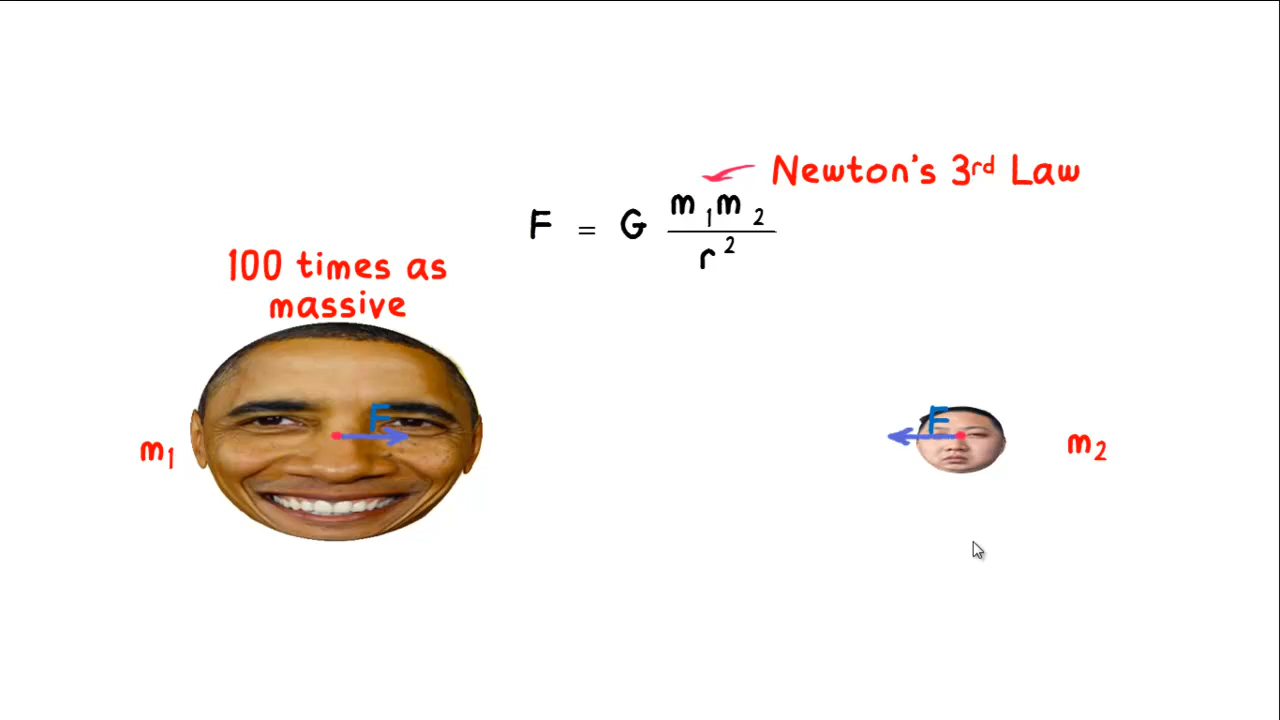 Newton's 3rd Law
F = G m₁m₂ / r²
100 times as
massive
F
F
m₁
m₂